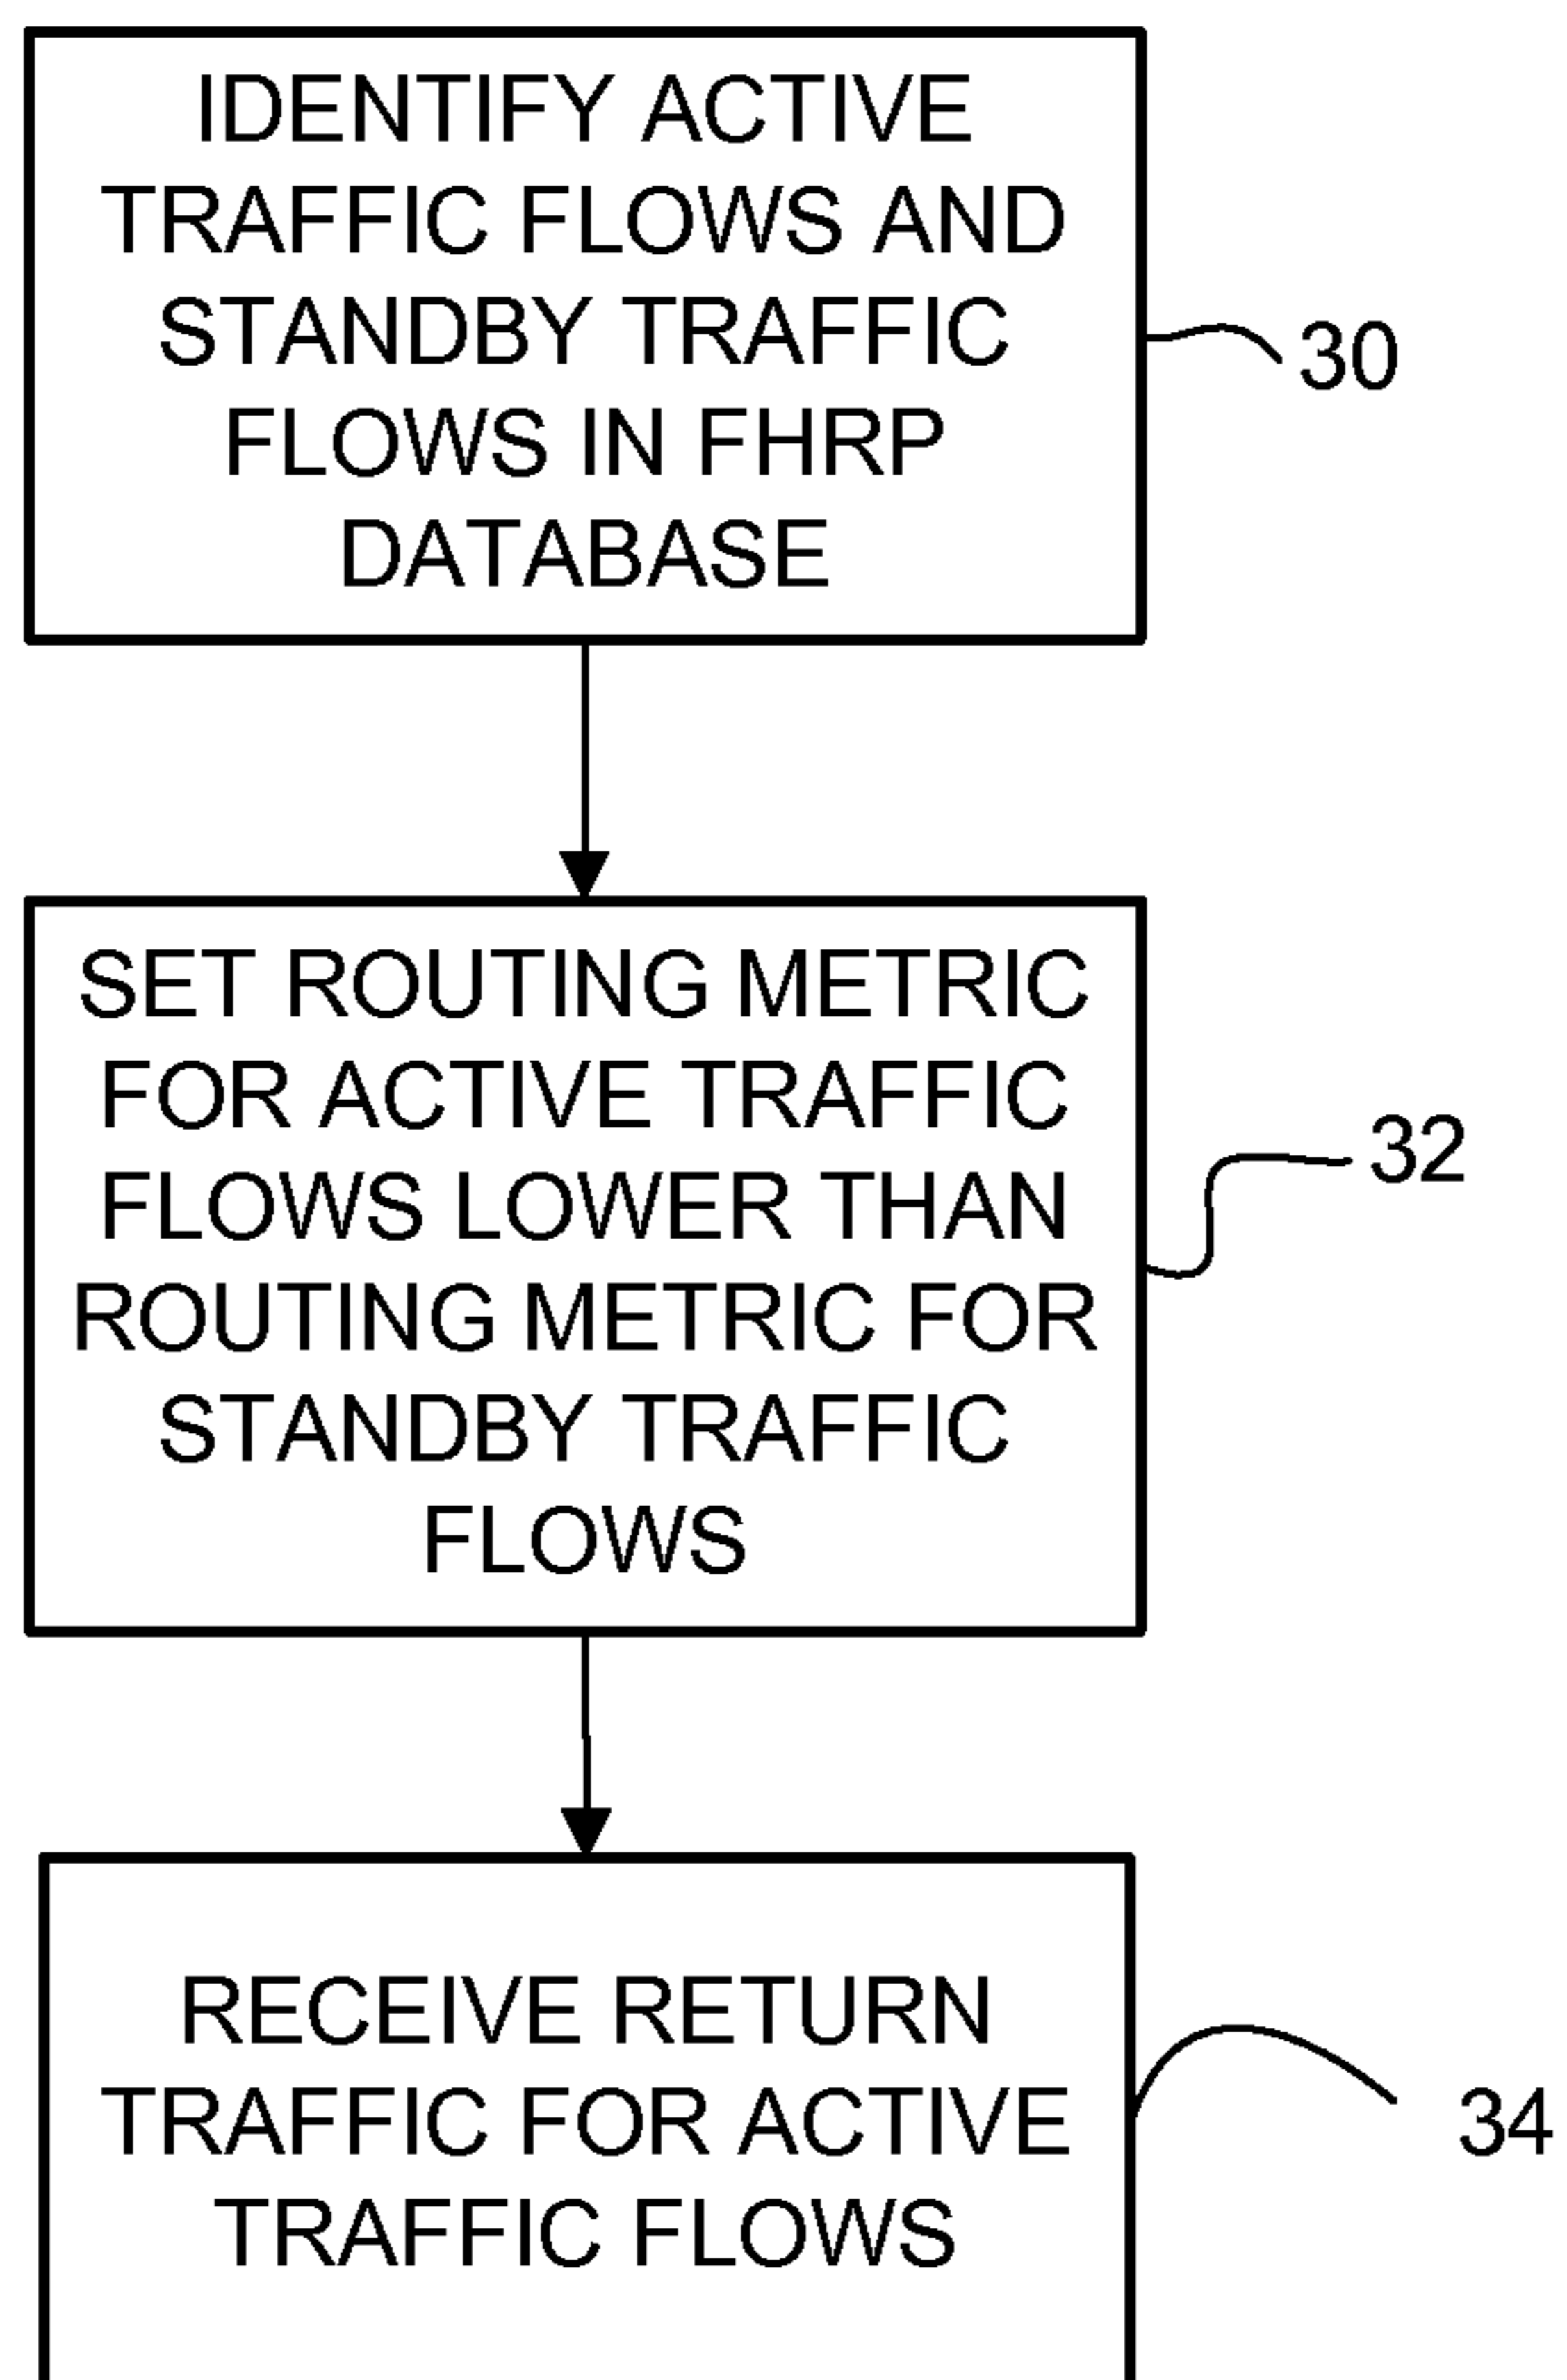 IDENTIFY ACTIVE
TRAFFIC FLOWS AND
STANDBY TRAFFIC
FLOWS IN FHRP
DATABASE
30
SET ROUTING METRIC
FOR ACTIVE TRAFFIC
FLOWS LOWER THAN
ROUTING METRIC FOR
STANDBY TRAFFIC
FLOWS
32
RECEIVE RETURN
TRAFFIC FOR ACTIVE
TRAFFIC FLOWS
34